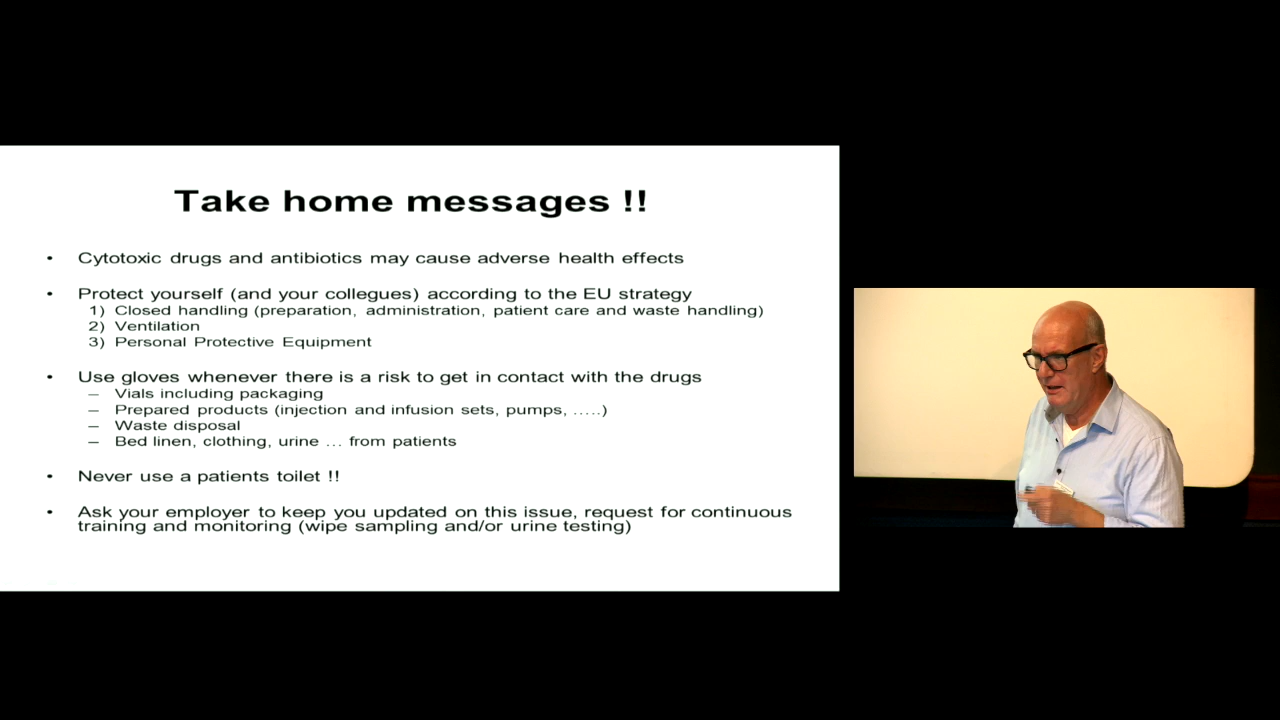 Take home messages !!
• Cytotoxic drugs and antibiotics may cause adverse health effects
• Protect yourself (and your collegues) according to the EU strategy
1) Closed handling (preparation, administration, patient care and waste handling)
2) Ventilation
3) Personal Protective Equipment
• Use gloves whenever there is a risk to get in contact with the drugs
– Vials including packaging
– Prepared products (injection and infusion sets, pumps, .....)
– Waste disposal
– Bed linen, clothing, urine ... from patients
• Never use a patients toilet !!
• Ask your employer to keep you updated on this issue, request for continuous
training and monitoring (wipe sampling and/or urine testing)